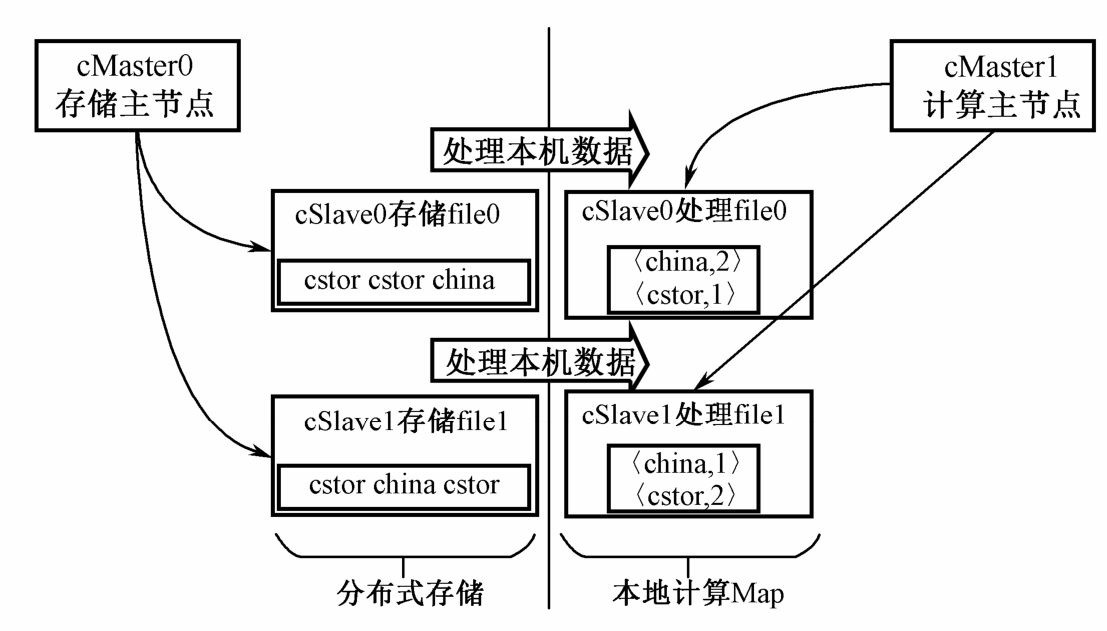 cMaster0
存储主节点
cMaster1
计算主节点
处理本机数据
cSlave0存储file0
cstor cstor china
cSlave0处理file0
〈china,2〉
〈cstor,1〉
处理本机数据
cSlave1存储file1
cstor china cstor
cSlave1处理file1
〈china,1〉
〈cstor,2〉
分布式存储
本地计算Map